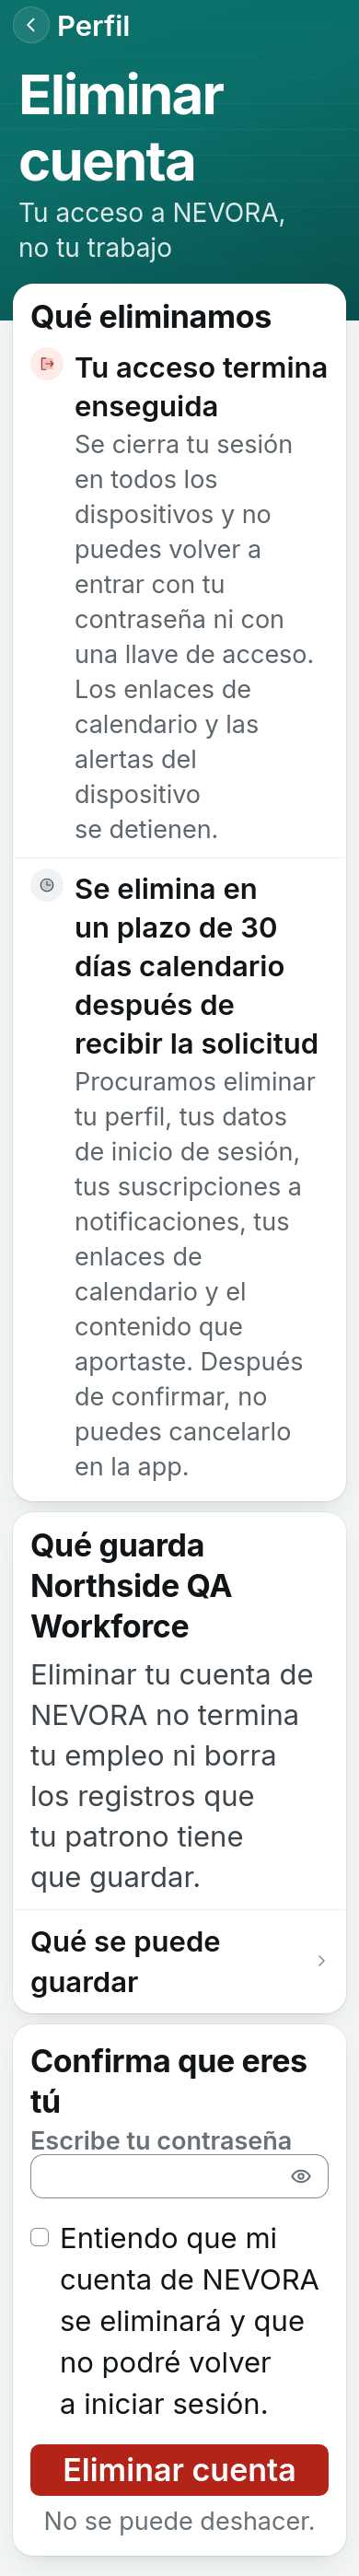 Perfil
Eliminar
cuenta
Tu acceso a NEVORA,
no tu trabajo
Qué eliminamos
Tu acceso termina
enseguida
Se cierra tu sesión
en todos los
dispositivos y no
puedes volver a
entrar con tu
contraseña ni con
una llave de acceso.
Los enlaces de
calendario y las
alertas del
dispositivo
se detienen.
Se elimina en
un plazo de 30
días calendario
después de
recibir la solicitud
Procuramos eliminar
tu perfil, tus datos
de inicio de sesión,
tus suscripciones a
notificaciones, tus
enlaces de
calendario y el
contenido que
aportaste. Después
de confirmar, no
puedes cancelarlo
en la app.
Qué guarda
Northside QA
Workforce
Eliminar tu cuenta de
NEVORA no termina
tu empleo ni borra
los registros que
tu patrono tiene
que guardar.
Qué se puede
guardar
Confirma que eres
tú
Escribe tu contraseña
Entiendo que mi
cuenta de NEVORA
se eliminará y que
no podré volver
a iniciar sesión.
Eliminar cuenta
No se puede deshacer.